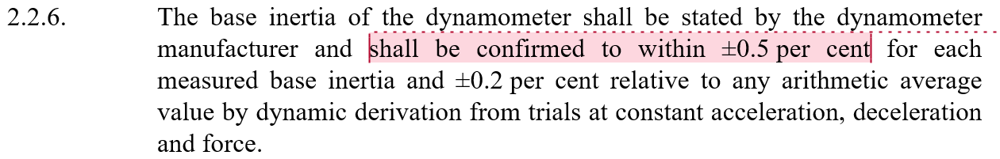 2.2.6. The base inertia of the dynamometer shall be stated by the dynamometer
manufacturer and shall be confirmed to within ±0.5 per cent for each
measured base inertia and ±0.2 per cent relative to any arithmetic average
value by dynamic derivation from trials at constant acceleration, deceleration
and force.